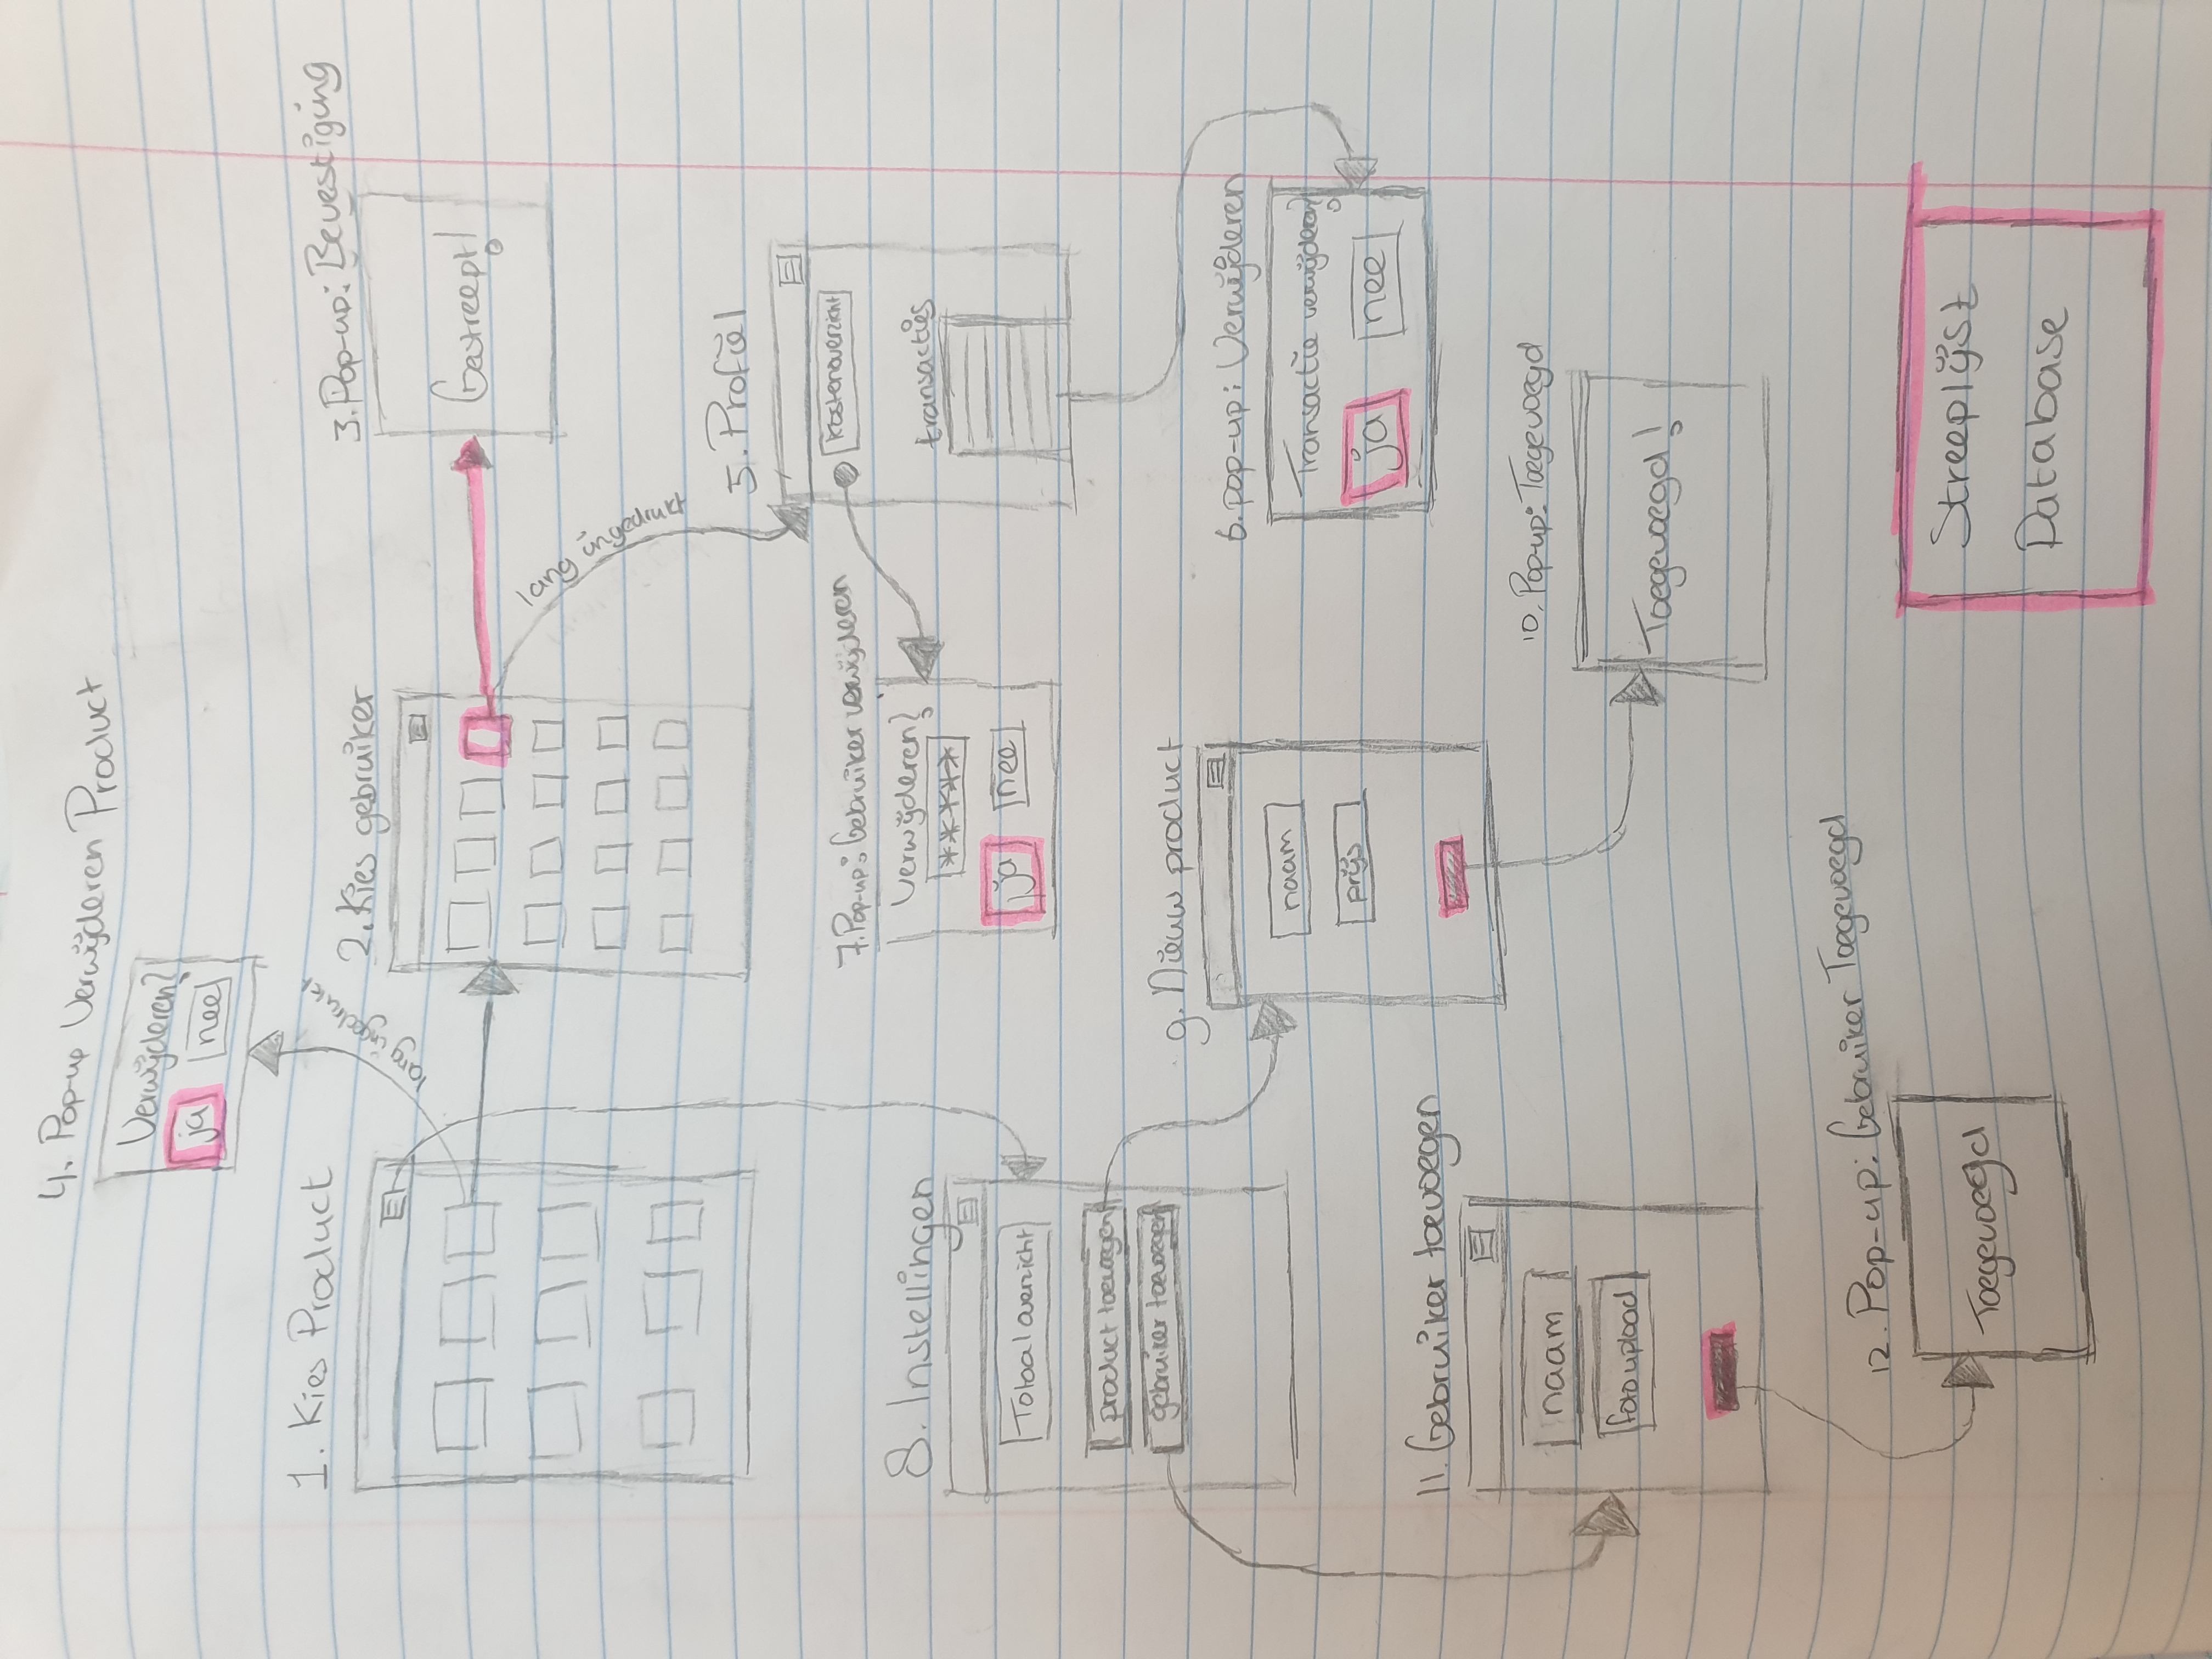 4. Pop-up Verwijderen Product
Verwijderen?
ja
nee
1. Kies Product
lang ingedrukt
2. Kies gebruiker
3. Pop-up: Bevestiging
Gestreept!
lang ingedrukt
5. Profiel
kostenoverzicht
transacties
7. Pop-up: Gebruiker verwijderen
Verwijderen?
*****
ja
nee
8. Instellingen
Totaaloverzicht
product toevoegen
gebruiker toevoegen
9. Nieuw product
naam
prijs
6. pop-up: Verwijderen
Transactie verwijderen?
ja
nee
11. Gebruiker toevoegen
naam
foto upload
10. Pop-up: Toegevoegd
Toegevoegd!
12. Pop-up: Gebruiker Toegevoegd
Toegevoegd
Streeplijst
Database